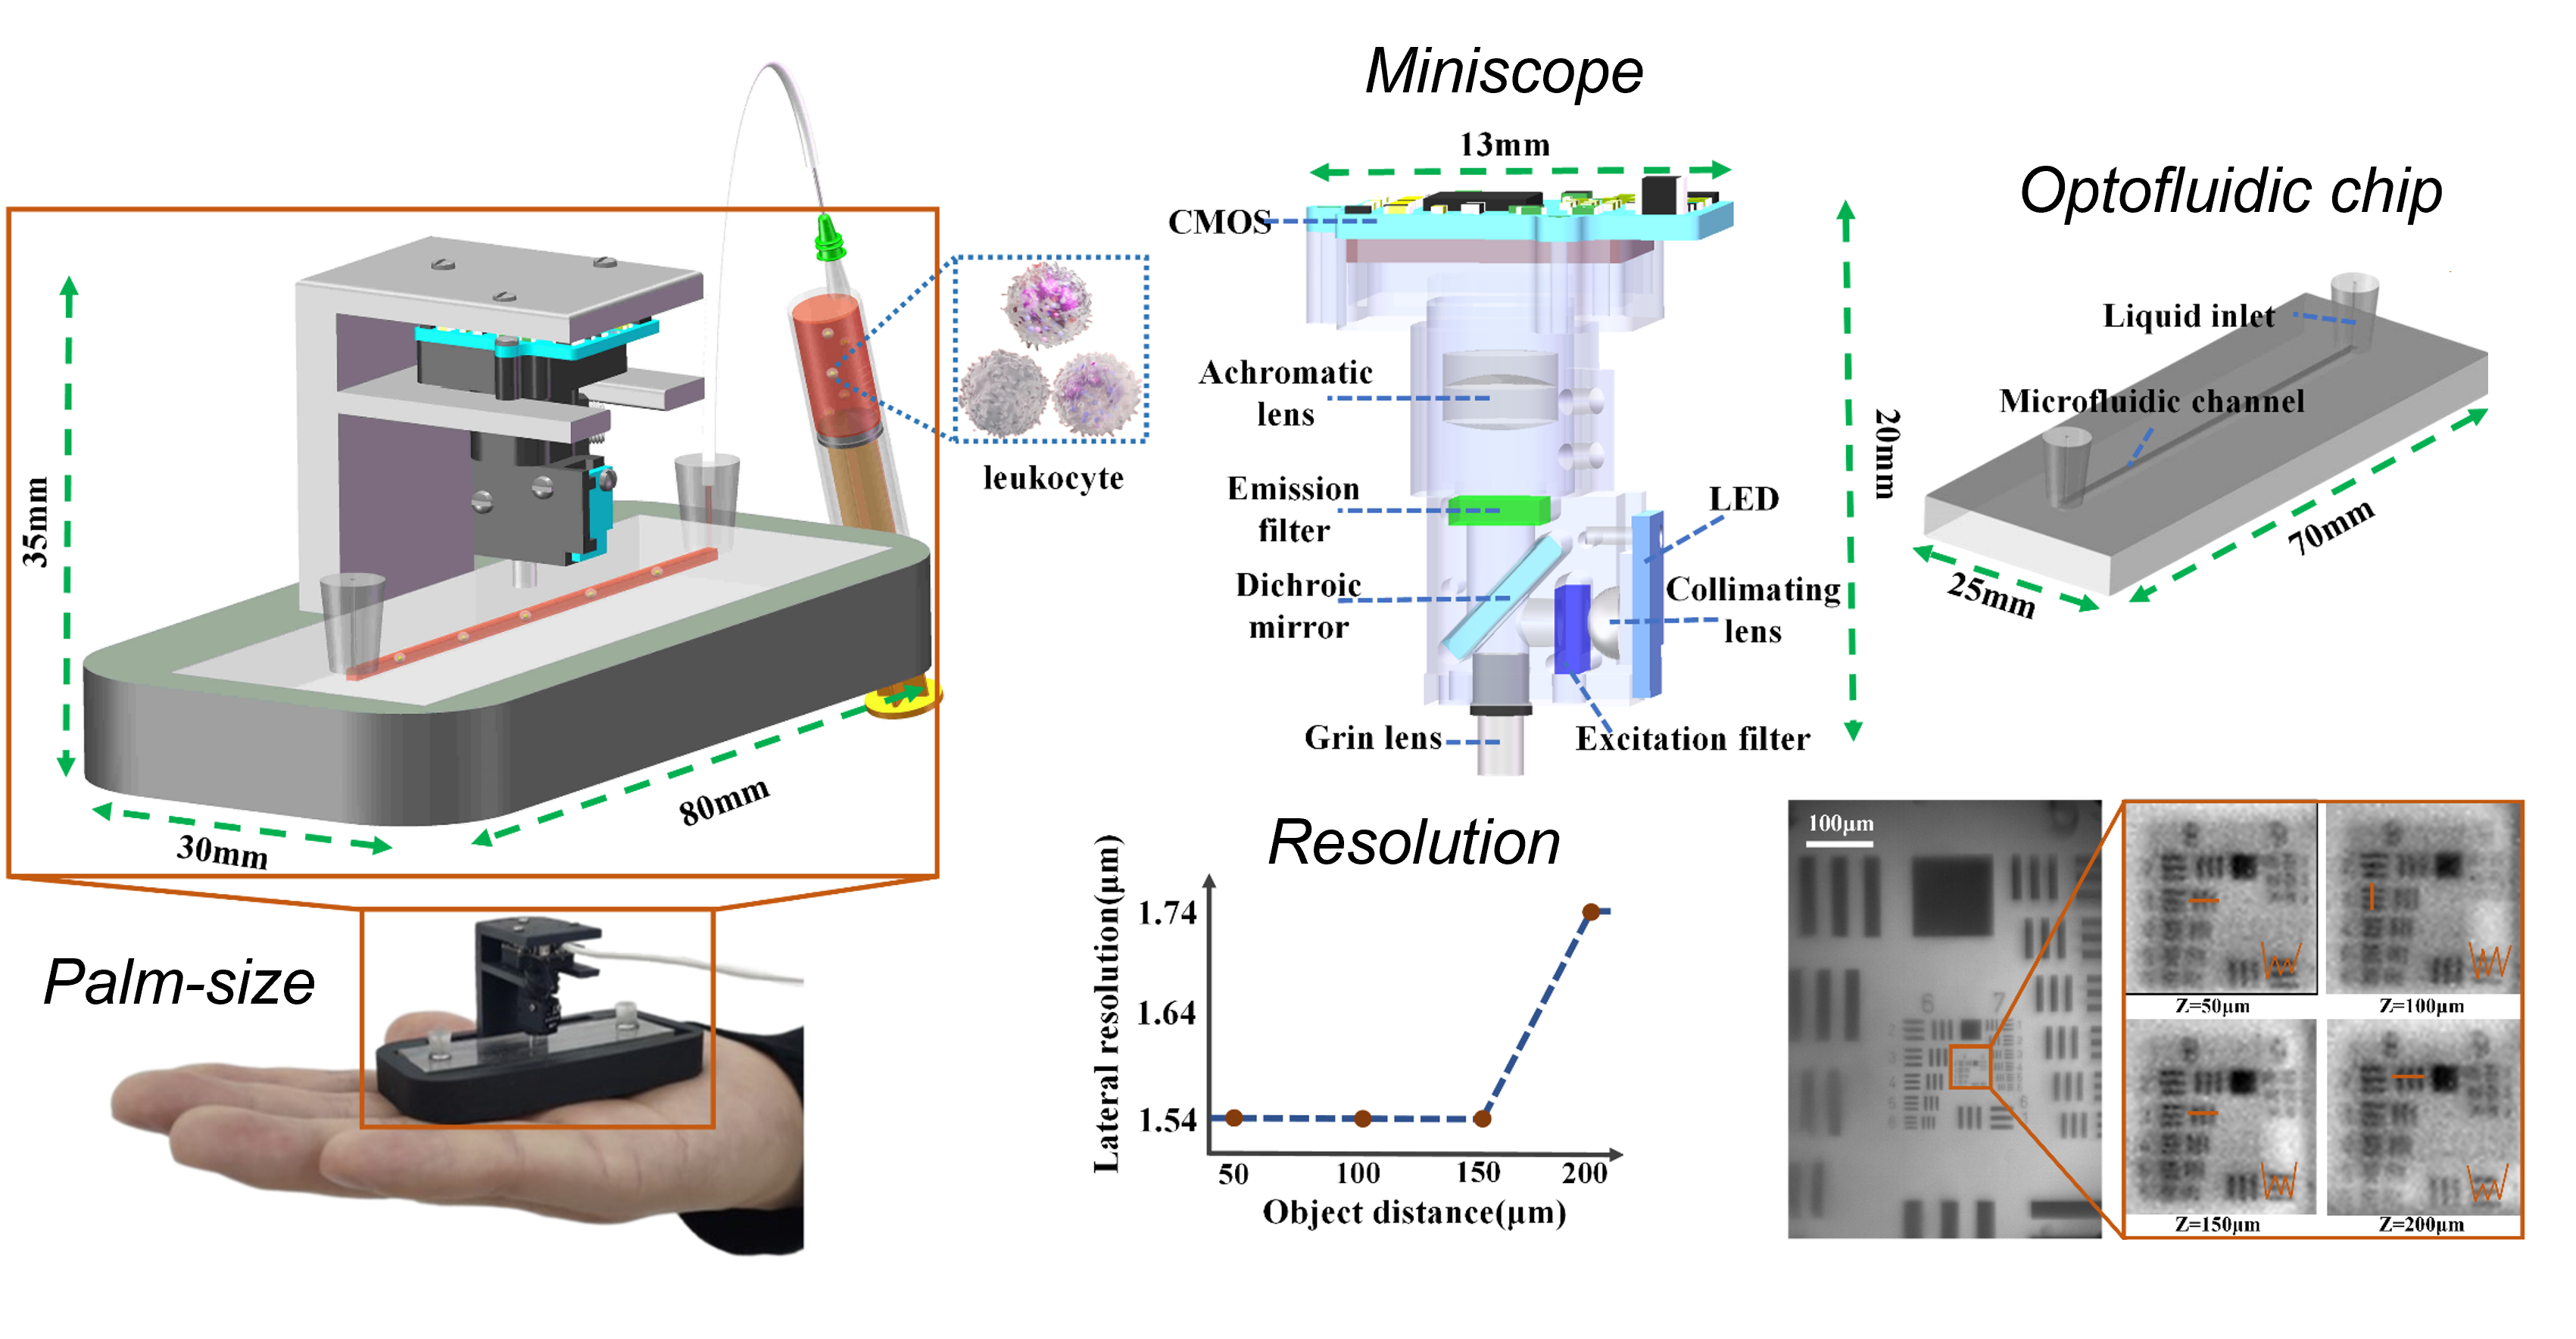 Miniscope
13mm
CMOS
Achromatic
lens
Emission
filter
Dichroic
mirror
Grin lens
LED
Collimating
lens
Excitation filter
20mm
Optofluidic chip
Liquid inlet
Microfluidic channel
25mm
70mm
leukocyte
35mm
30mm
80mm
Palm-size
Resolution
Lateral resolution(μm)
1.74
1.64
1.54
50 100 150 200
Object distance(μm)
100μm
6 7
Z=50μm
Z=100μm
Z=150μm
Z=200μm